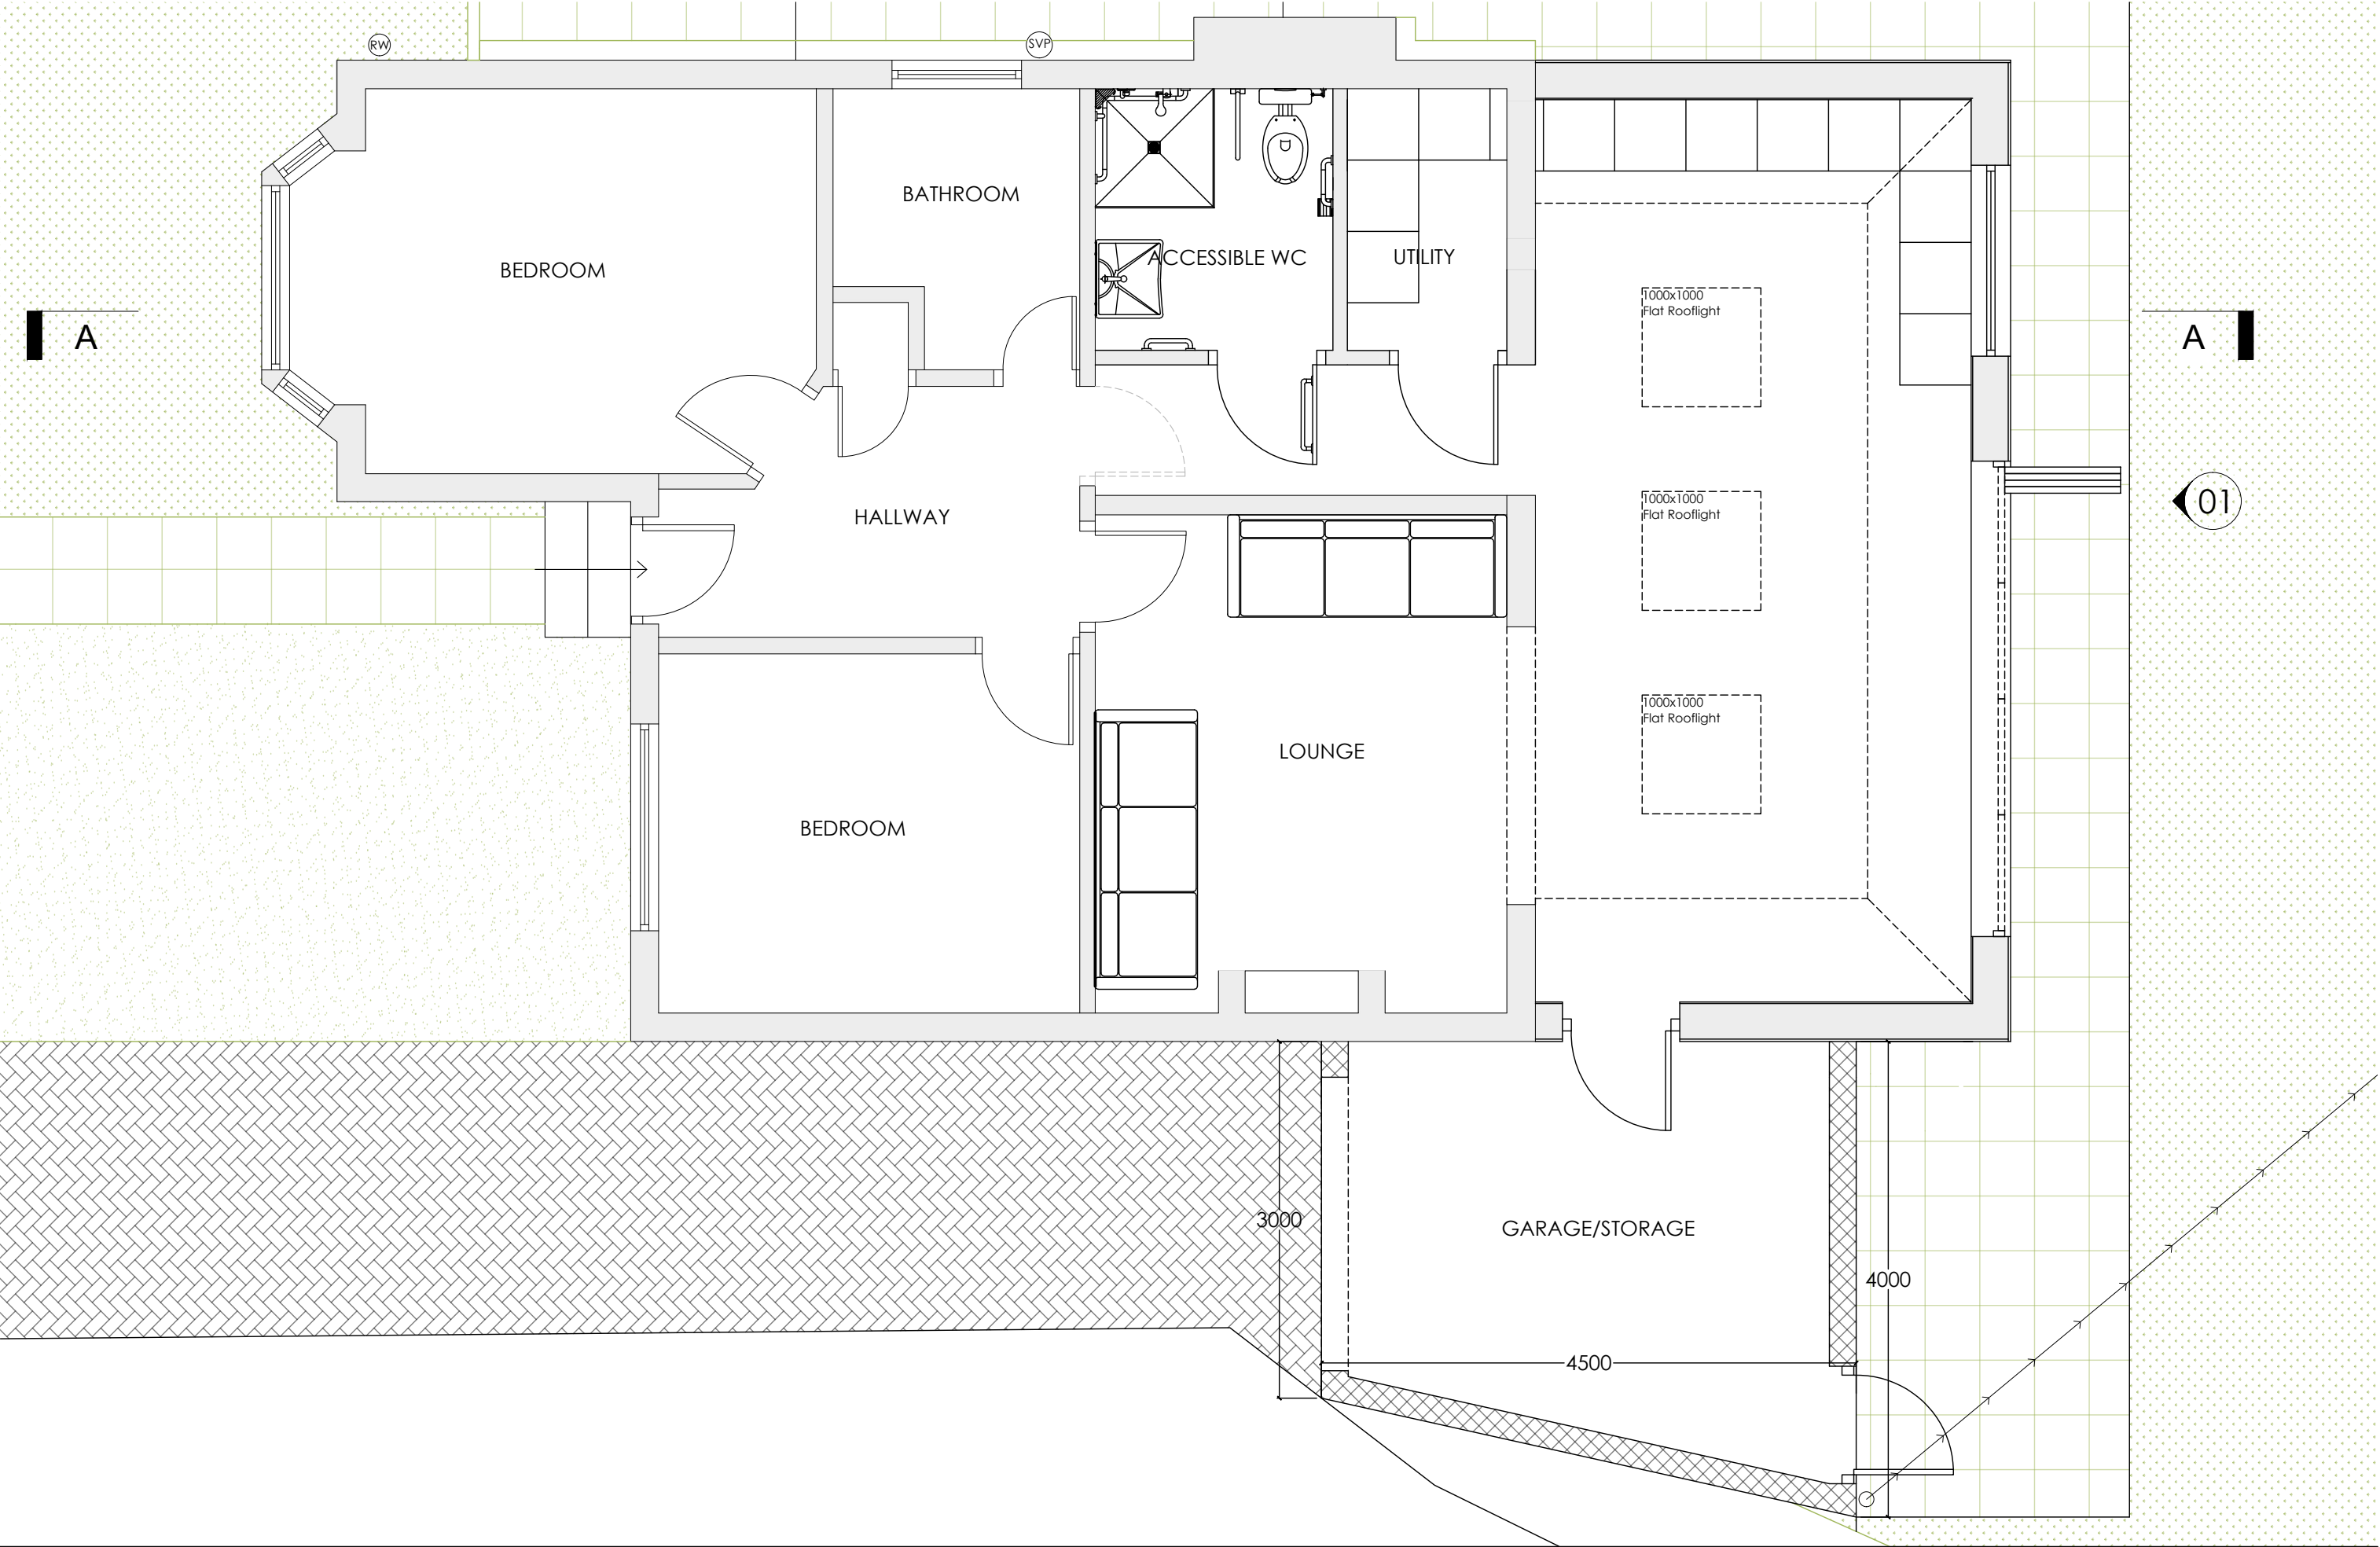 RW
SVP
BATHROOM
ACCESSIBLE WC
UTILITY
BEDROOM
1000x1000
Flat Rooflight
A
A
1000x1000
Flat Rooflight
01
HALLWAY
1000x1000
Flat Rooflight
LOUNGE
BEDROOM
3000
GARAGE/STORAGE
4000
4500